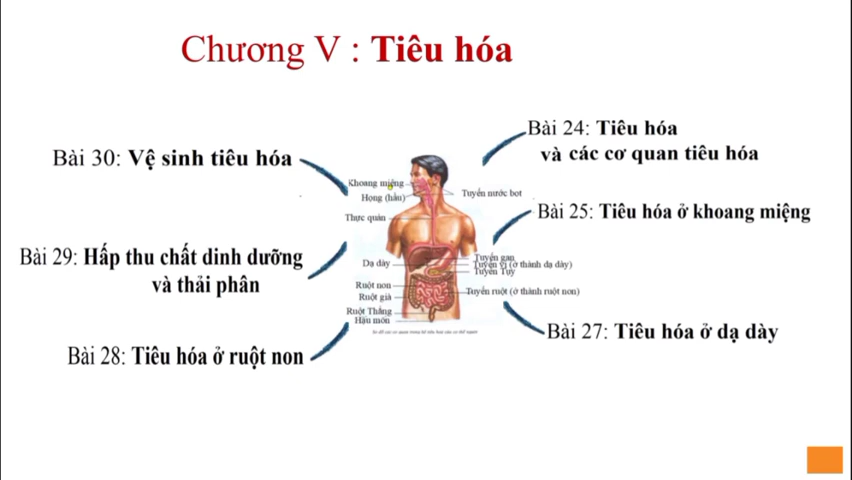 Chương V : Tiêu hóa
Bài 24: Tiêu hóa
và các cơ quan tiêu hóa
Bài 30: Vệ sinh tiêu hóa
Khoang miệng
Họng (hầu)
Tuyến nước bọt
Thực quản
Bài 25: Tiêu hóa ở khoang miệng
Bài 29: Hấp thu chất dinh dưỡng
và thải phân
Dạ dày
Tuyến gan
Tuyến vị (ở thành dạ dày)
Tuyến Tụy
Ruột non
Ruột già
Tuyến ruột (ở thành ruột non)
Ruột Thẳng
Hậu môn
Bài 27: Tiêu hóa ở dạ dày
Bài 28: Tiêu hóa ở ruột non